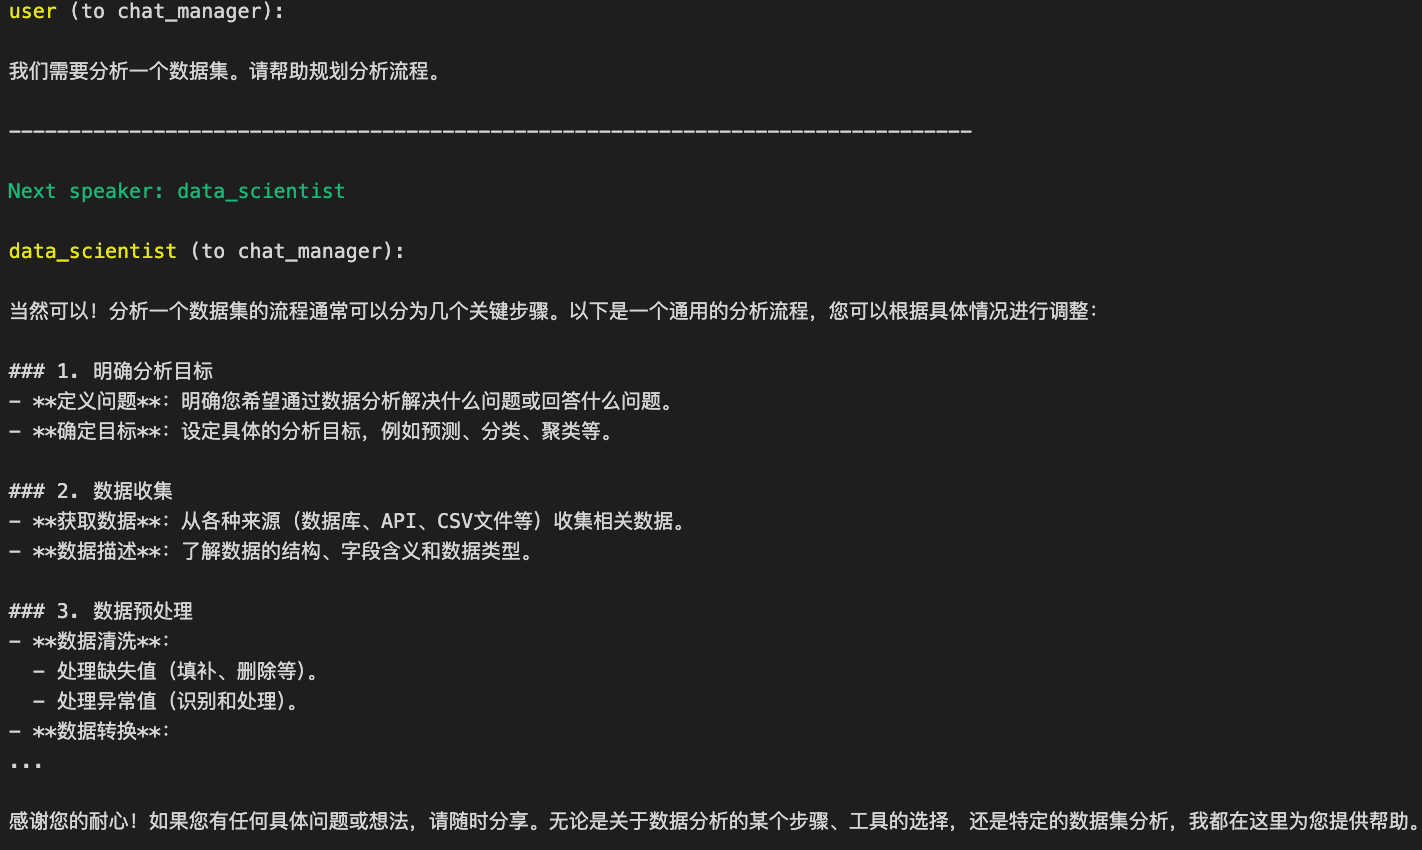 user (to chat_manager):
我们需要分析一个数据集。请帮助规划分析流程。
--------------------------------------------------------------------------------
Next speaker: data_scientist
data_scientist (to chat_manager):
当然可以！分析一个数据集的流程通常可以分为几个关键步骤。以下是一个通用的分析流程，您可以根据具体情况进行调整：
### 1. 明确分析目标
- **定义问题**：明确您希望通过数据分析解决什么问题或回答什么问题。
- **确定目标**：设定具体的分析目标，例如预测、分类、聚类等。
### 2. 数据收集
- **获取数据**：从各种来源（数据库、API、CSV文件等）收集相关数据。
- **数据描述**：了解数据的结构、字段含义和数据类型。
### 3. 数据预处理
- **数据清洗**：
  - 处理缺失值（填补、删除等）。
  - 处理异常值（识别和处理）。
- **数据转换**：
...
感谢您的耐心！如果您有任何具体问题或想法，请随时分享。无论是关于数据分析的某个步骤、工具的选择，还是特定的数据集分析，我都在这里为您提供帮助。